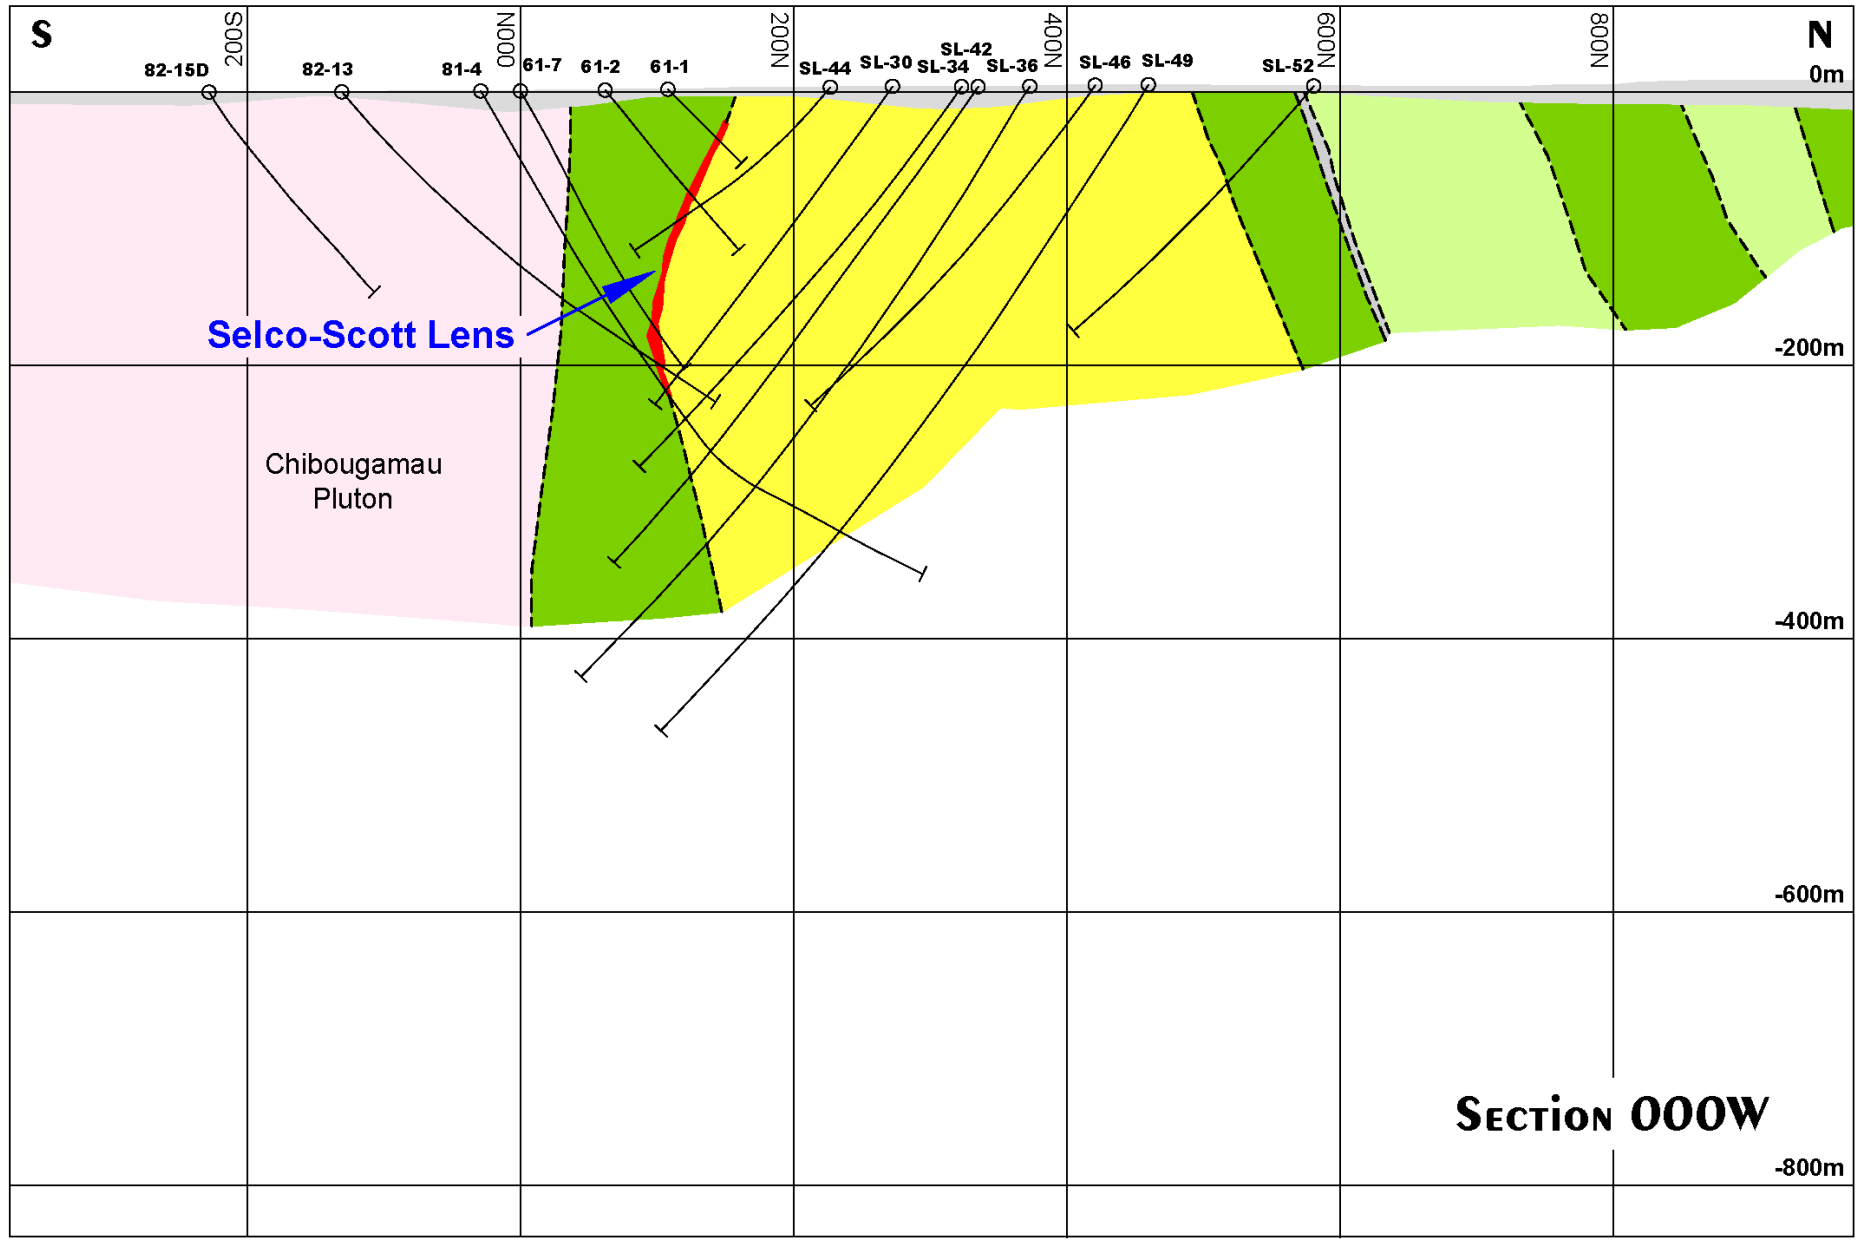 S
200S
0000N
200N
400N
600N
800N
N
82-15D
82-13
81-4
61-7
61-2
61-1
SL-44
SL-30
SL-42
SL-34
SL-36
SL-46
SL-49
SL-52
0m
Selco-Scott Lens
-200m
Chibougamau
Pluton
-400m
-600m
Section 000W
-800m